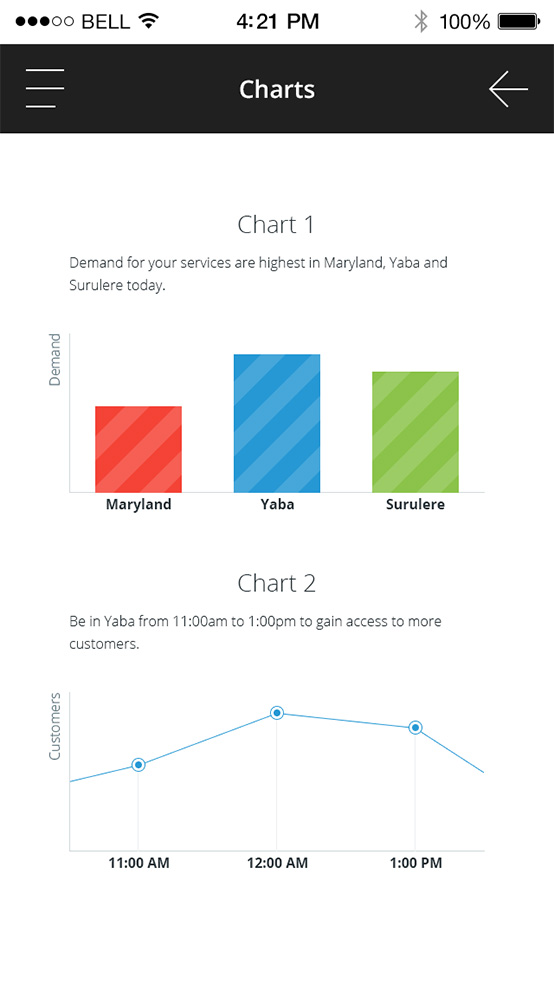 BELL 4:21 PM 100%
Charts
Chart 1
Demand for your services are highest in Maryland, Yaba and
Surulere today.
Demand
Maryland Yaba Surulere
Chart 2
Be in Yaba from 11:00am to 1:00pm to gain access to more
customers.
Customers
11:00 AM 12:00 AM 1:00 PM